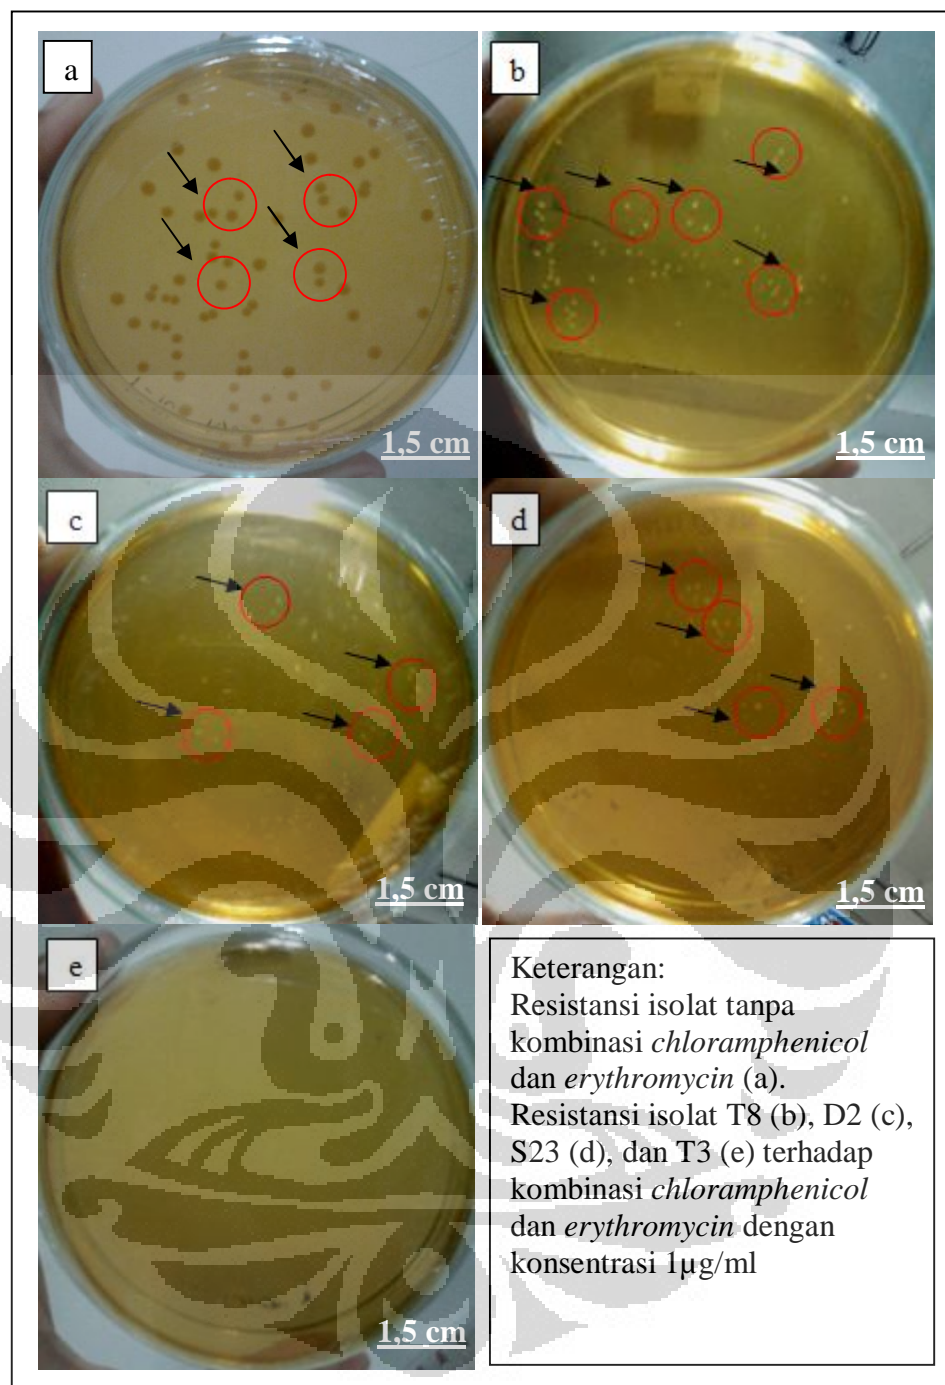 a
b
1,5 cm
1,5 cm
c
d
1,5 cm
1,5 cm
e
1,5 cm
Keterangan:
Resistansi isolat tanpa
kombinasi chloramphenicol
dan erythromycin (a).
Resistansi isolat T8 (b), D2 (c),
S23 (d), dan T3 (e) terhadap
kombinasi chloramphenicol
dan erythromycin dengan
konsentrasi 1µg/ml